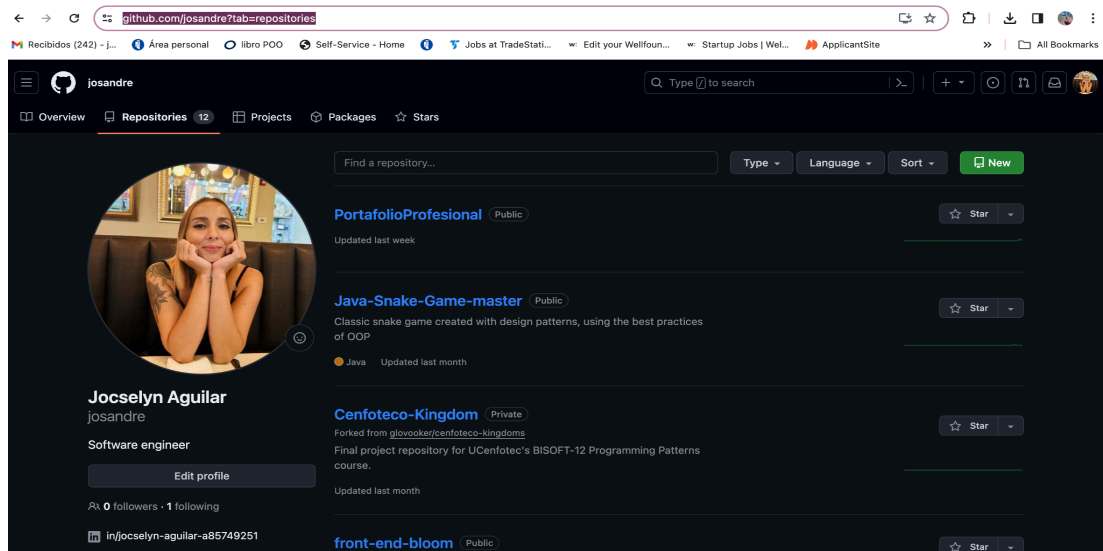 github.com/josandre?tab=repositories
Recibidos (242) - j...
Área personal
libro POO
Self-Service - Home
Jobs at TradeStati...
Edit your Wellfoun...
Startup Jobs | Wel...
ApplicantSite
»
All Bookmarks
josandre
Type / to search
Overview
Repositories 12
Projects
Packages
Stars
Find a repository...
Type
Language
Sort
New
PortafolioProfesional Public
Star
Updated last week
Java-Snake-Game-master Public
Star
Classic snake game created with design patterns, using the best practices
of OOP
Java Updated last month
Jocselyn Aguilar
josandre
Software engineer
Edit profile
0 followers · 1 following
in/jocselyn-aguilar-a85749251
Cenfoteco-Kingdom Private
Star
Forked from glovooker/cenfoteco-kingdoms
Final project repository for UCenfotec's BISOFT-12 Programming Patterns
course.
Updated last month
front-end-bloom Public
Star